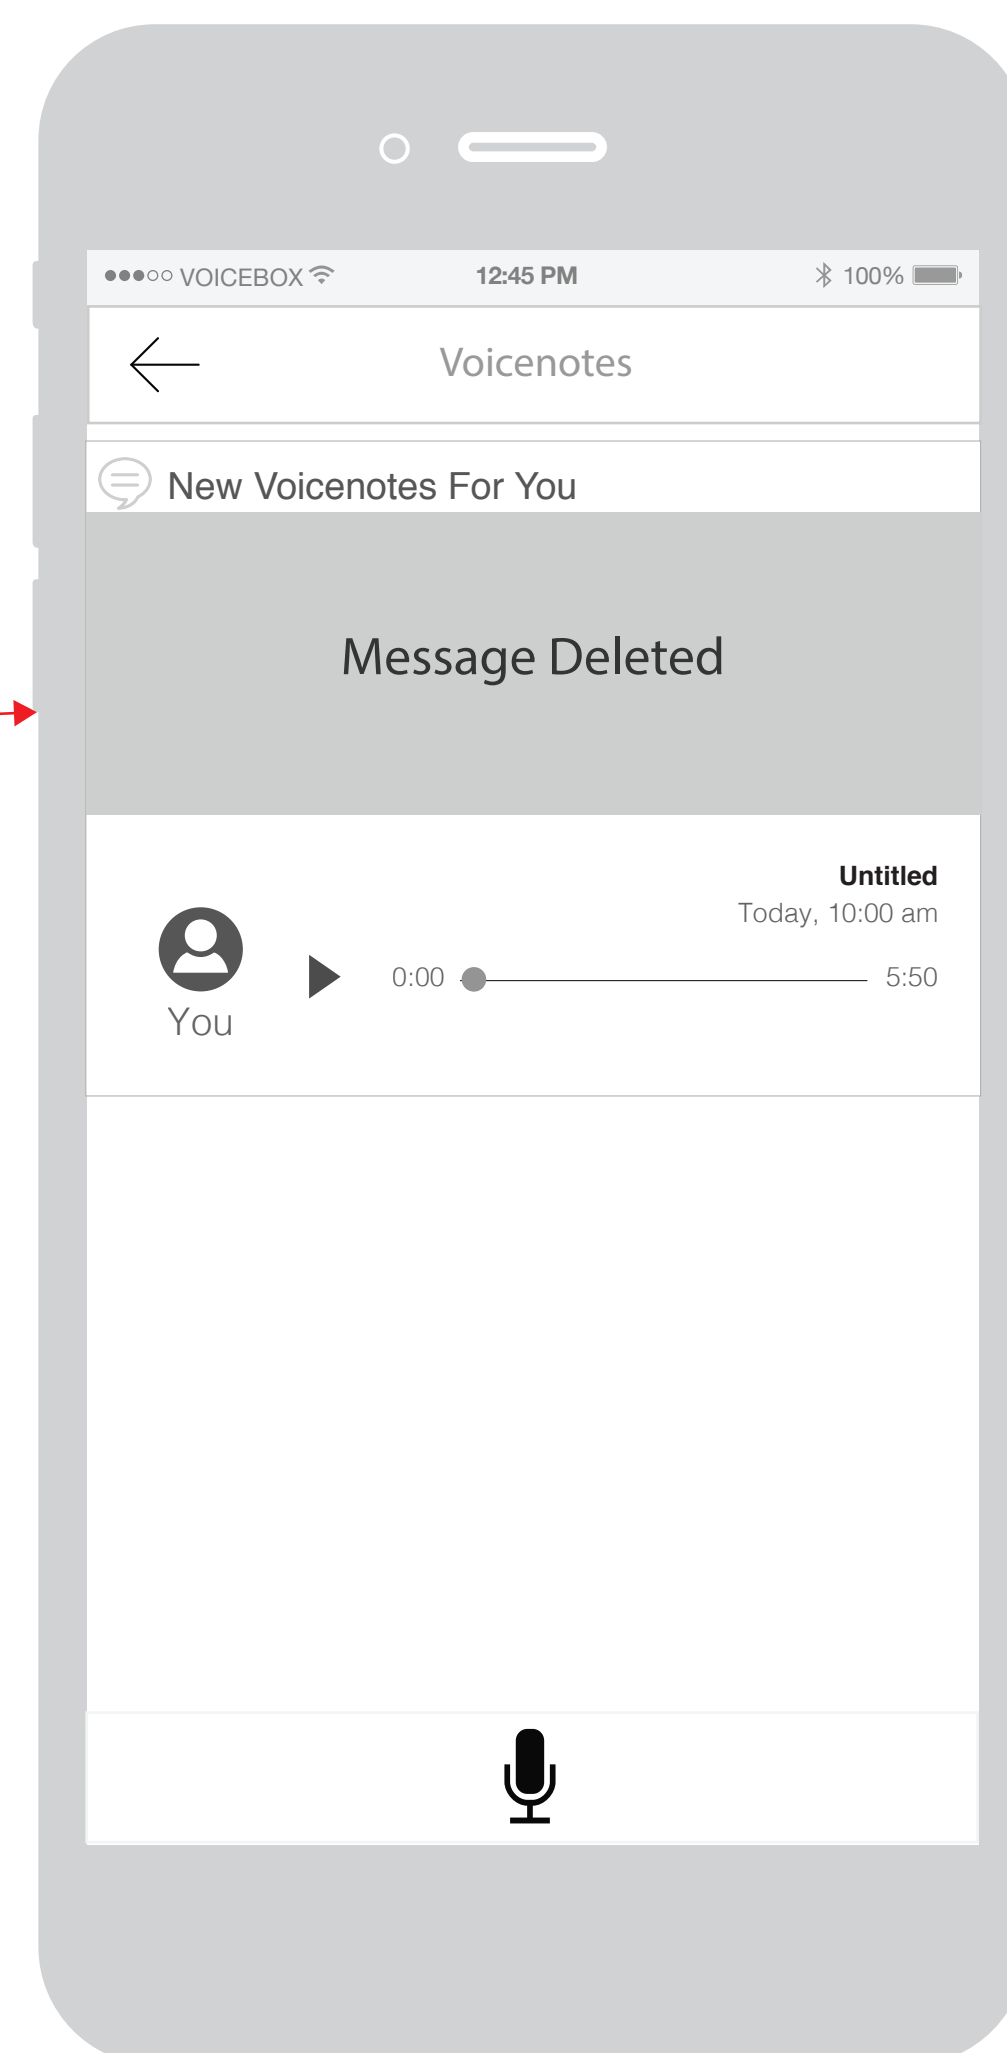 VOICEBOX 12:45 PM 100%
Voicenotes
New Voicenotes For You
Message Deleted
Untitled
Today, 10:00 am
0:00 5:50
You